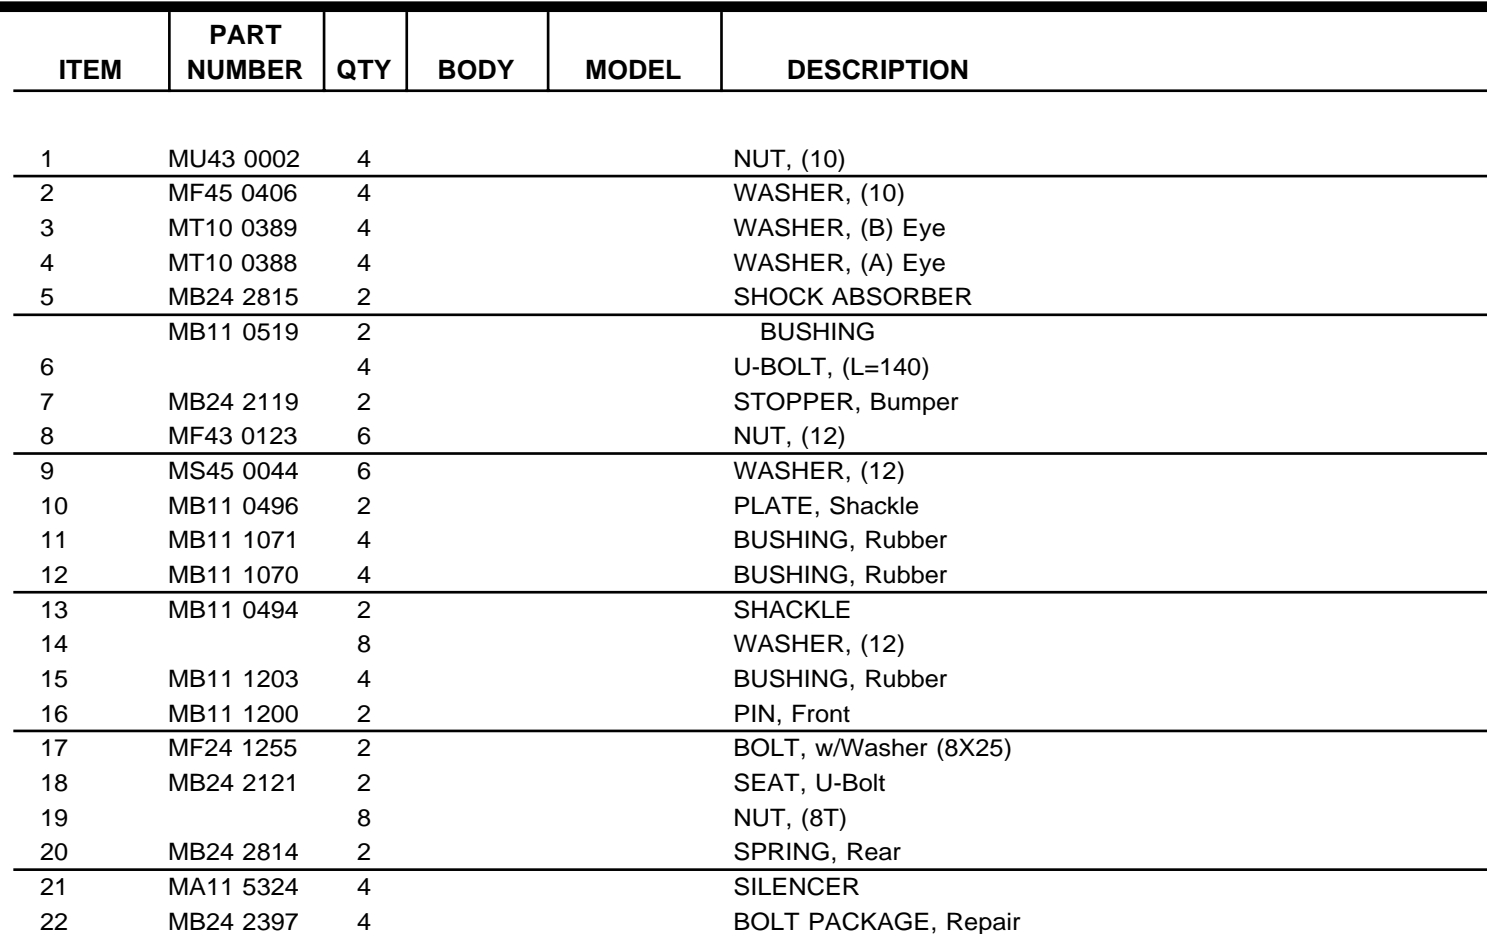 PART
ITEM NUMBER QTY BODY MODEL DESCRIPTION
1 MU43 0002 4 NUT, (10)
2 MF45 0406 4 WASHER, (10)
3 MT10 0389 4 WASHER, (B) Eye
4 MT10 0388 4 WASHER, (A) Eye
5 MB24 2815 2 SHOCK ABSORBER
MB11 0519 2 BUSHING
6 4 U-BOLT, (L=140)
7 MB24 2119 2 STOPPER, Bumper
8 MF43 0123 6 NUT, (12)
9 MS45 0044 6 WASHER, (12)
10 MB11 0496 2 PLATE, Shackle
11 MB11 1071 4 BUSHING, Rubber
12 MB11 1070 4 BUSHING, Rubber
13 MB11 0494 2 SHACKLE
14 8 WASHER, (12)
15 MB11 1203 4 BUSHING, Rubber
16 MB11 1200 2 PIN, Front
17 MF24 1255 2 BOLT, w/Washer (8X25)
18 MB24 2121 2 SEAT, U-Bolt
19 8 NUT, (8T)
20 MB24 2814 2 SPRING, Rear
21 MA11 5324 4 SILENCER
22 MB24 2397 4 BOLT PACKAGE, Repair